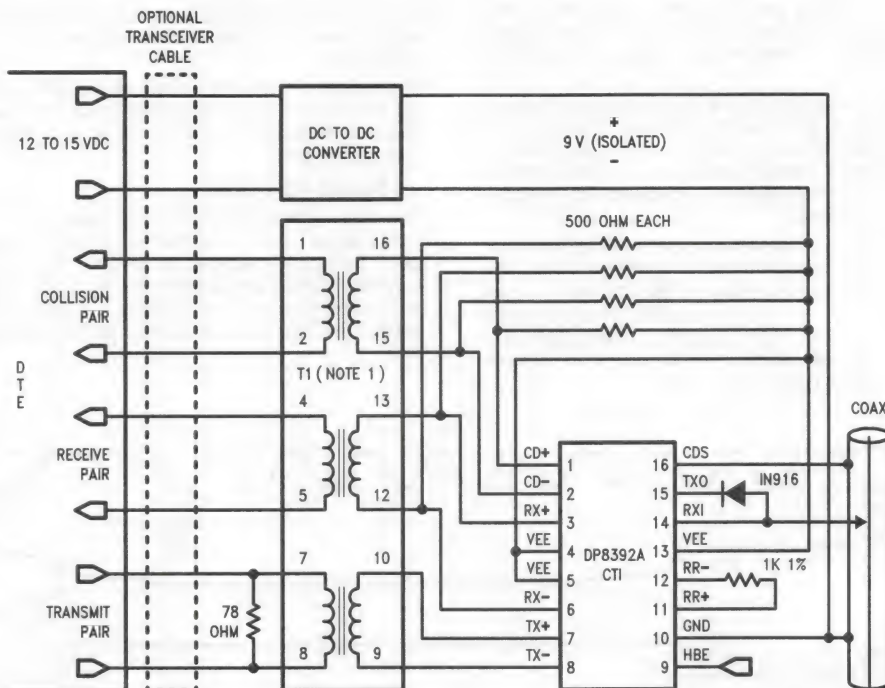 OPTIONAL
TRANSCEIVER
CABLE
12 TO 15 VDC
DC TO DC
CONVERTER
+
9 V (ISOLATED)
−
500 OHM EACH
1
16
COLLISION
PAIR
2
15
D
T
E
T1 (NOTE 1)
4
13
COAX
RECEIVE
PAIR
5
12
CD+
1
16
CDS
CD-
2
15
TXO
IN916
RX+
3
14
RXI
VEE
4
13
VEE
DP8392A
CTI
VEE
5
12
RR-
1K 1%
RX-
6
11
RR+
7
10
TX+
7
10
GND
TRANSMIT
PAIR
78
OHM
8
9
TX-
8
9
HBE